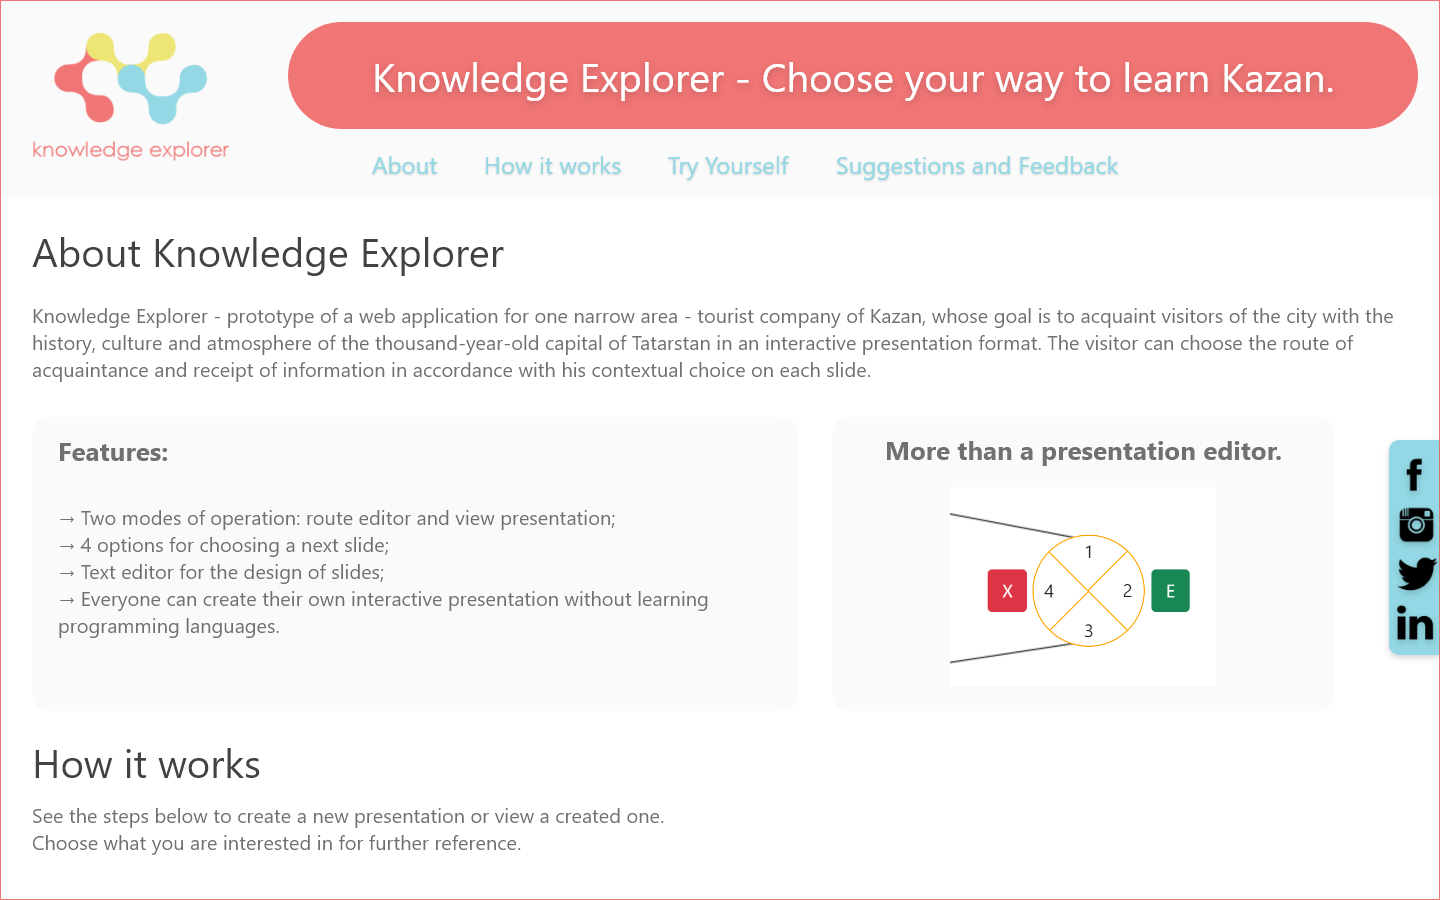 knowledge explorer
Knowledge Explorer - Choose your way to learn Kazan.
About How it works Try Yourself Suggestions and Feedback
About Knowledge Explorer
Knowledge Explorer - prototype of a web application for one narrow area - tourist company of Kazan, whose goal is to acquaint visitors of the city with the
history, culture and atmosphere of the thousand-year-old capital of Tatarstan in an interactive presentation format. The visitor can choose the route of
acquaintance and receipt of information in accordance with his contextual choice on each slide.
Features:
→ Two modes of operation: route editor and view presentation;
→ 4 options for choosing a next slide;
→ Text editor for the design of slides;
→ Everyone can create their own interactive presentation without learning
programming languages.
More than a presentation editor.
1
X 4 2 E
3
f
in
How it works
See the steps below to create a new presentation or view a created one.
Choose what you are interested in for further reference.